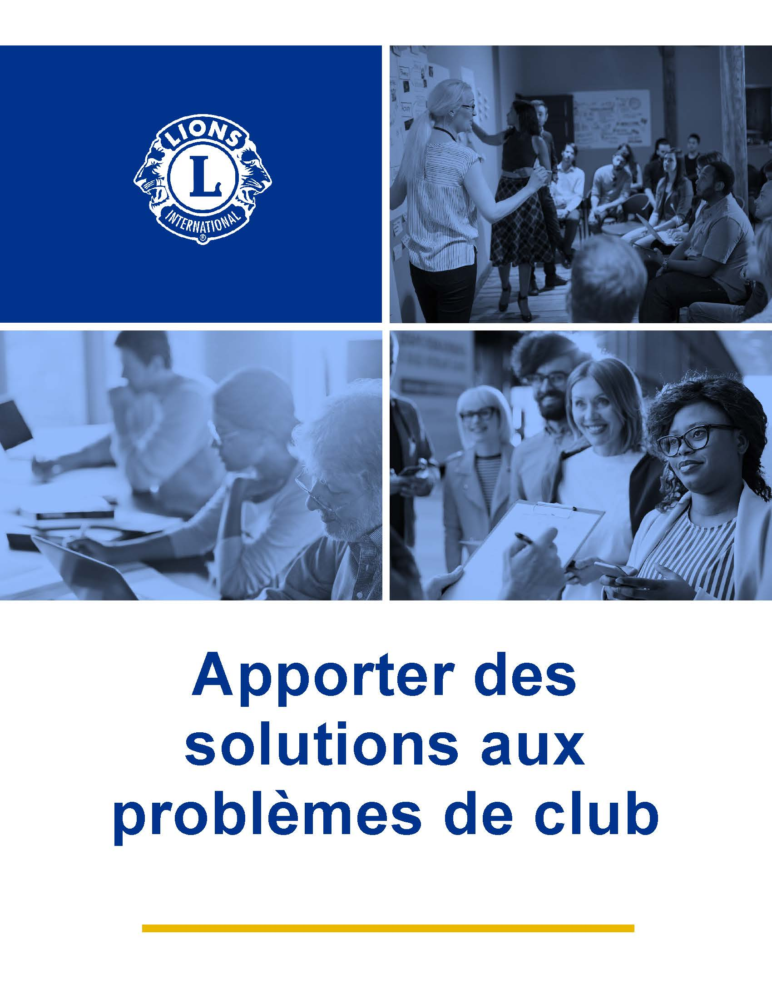 LIONS
L
INTERNATIONAL
®
Apporter des
solutions aux
problèmes de club